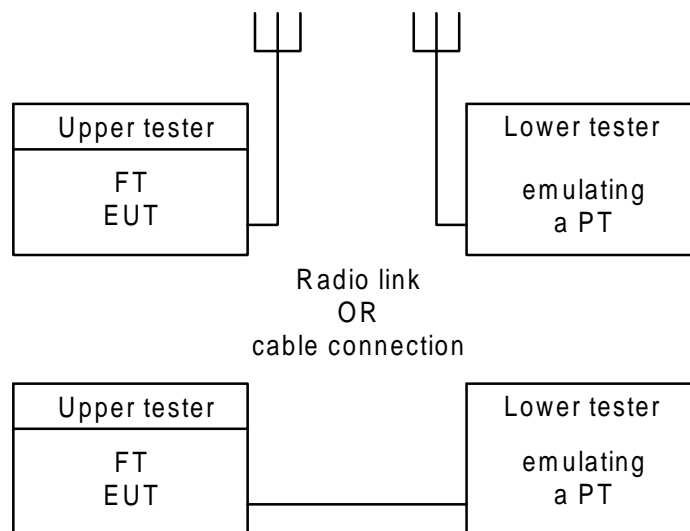 Upper tester
FT
EUT
Lower tester
emulating
a PT
Radio link
OR
cable connection
Upper tester
FT
EUT
Lower tester
emulating
a PT